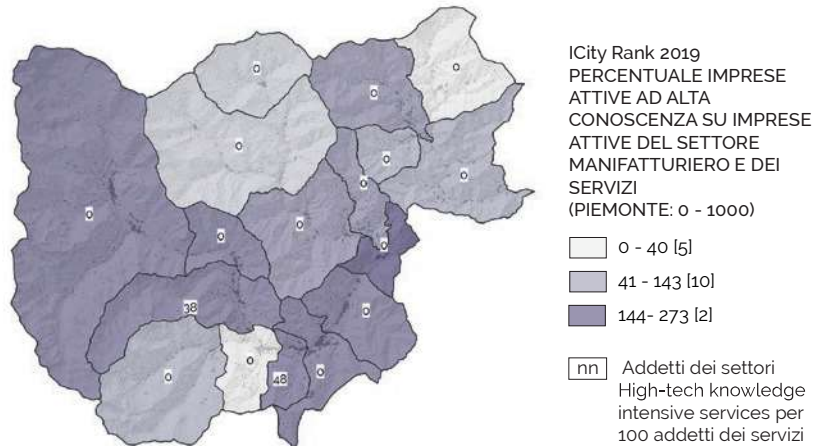 ICity Rank 2019
PERCENTUALE IMPRESE
ATTIVE AD ALTA
CONOSCENZA SU IMPRESE
ATTIVE DEL SETTORE
MANIFATTURIERO E DEI
SERVIZI
(PIEMONTE: 0 - 1000)
0 - 40 [5]
41 - 143 [10]
144- 273 [2]
nn Addetti dei settori
High-tech knowledge
intensive services per
100 addetti dei servizi
0
0
0
0
0
0
0
0
0
0
0
38
0
0
0
48
0